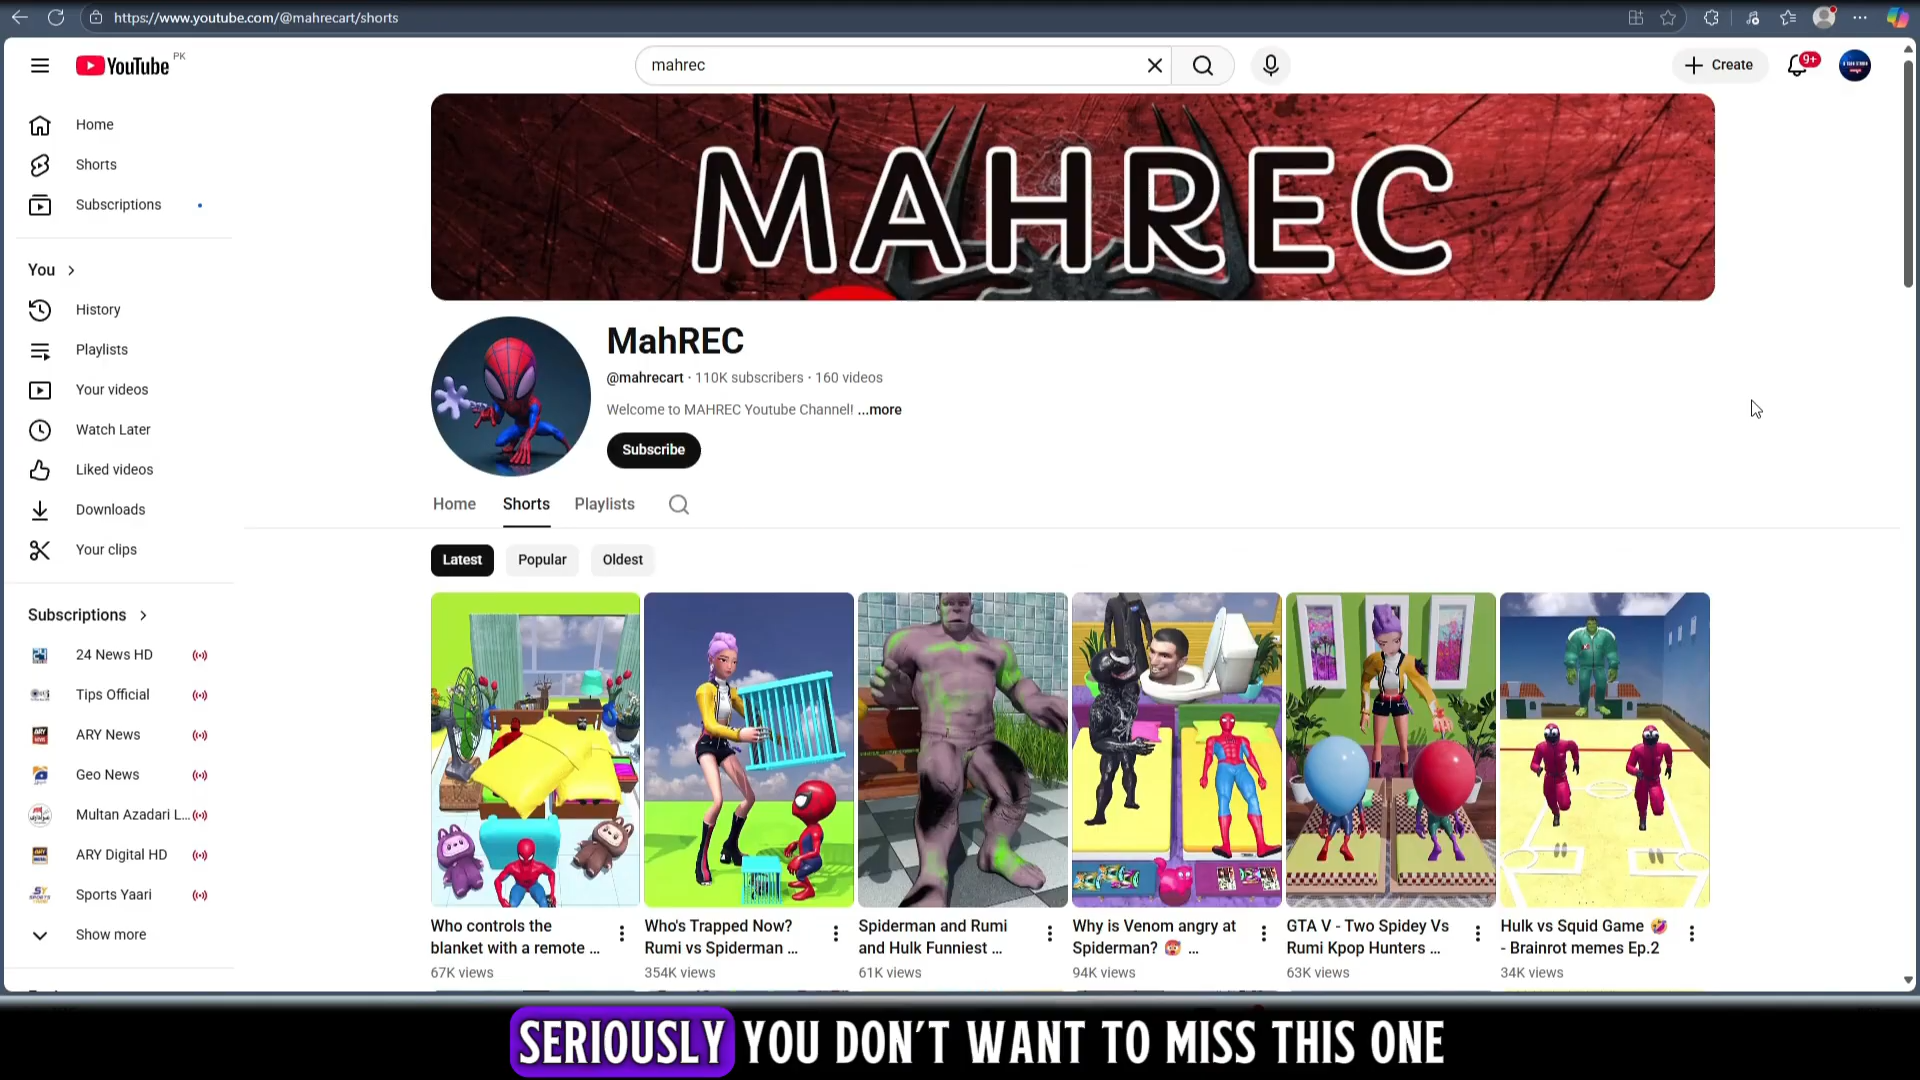 https://www.youtube.com/@mahrecart/shorts
YouTube PK
mahrec
Create
9+
Home
Shorts
Subscriptions
You
History
Playlists
Your videos
Watch Later
Liked videos
Downloads
Your clips
Subscriptions
24 News HD
Tips Official
ARY News
Geo News
Multan Azadari L...
ARY Digital HD
Sports Yaari
Show more
MAHREC
MahREC
@mahrecart · 110K subscribers · 160 videos
Welcome to MAHREC Youtube Channel! ...more
Subscribe
Home Shorts Playlists
Latest Popular Oldest
Who controls the
blanket with a remote ...
67K views
Who's Trapped Now?
Rumi vs Spiderman ...
354K views
Spiderman and Rumi
and Hulk Funniest ...
61K views
Why is Venom angry at
Spiderman? 🥵 ...
94K views
GTA V - Two Spidey Vs
Rumi Kpop Hunters ...
63K views
Hulk vs Squid Game 🤣
- Brainrot memes Ep.2
34K views
SERIOUSLY YOU DON'T WANT TO MISS THIS ONE